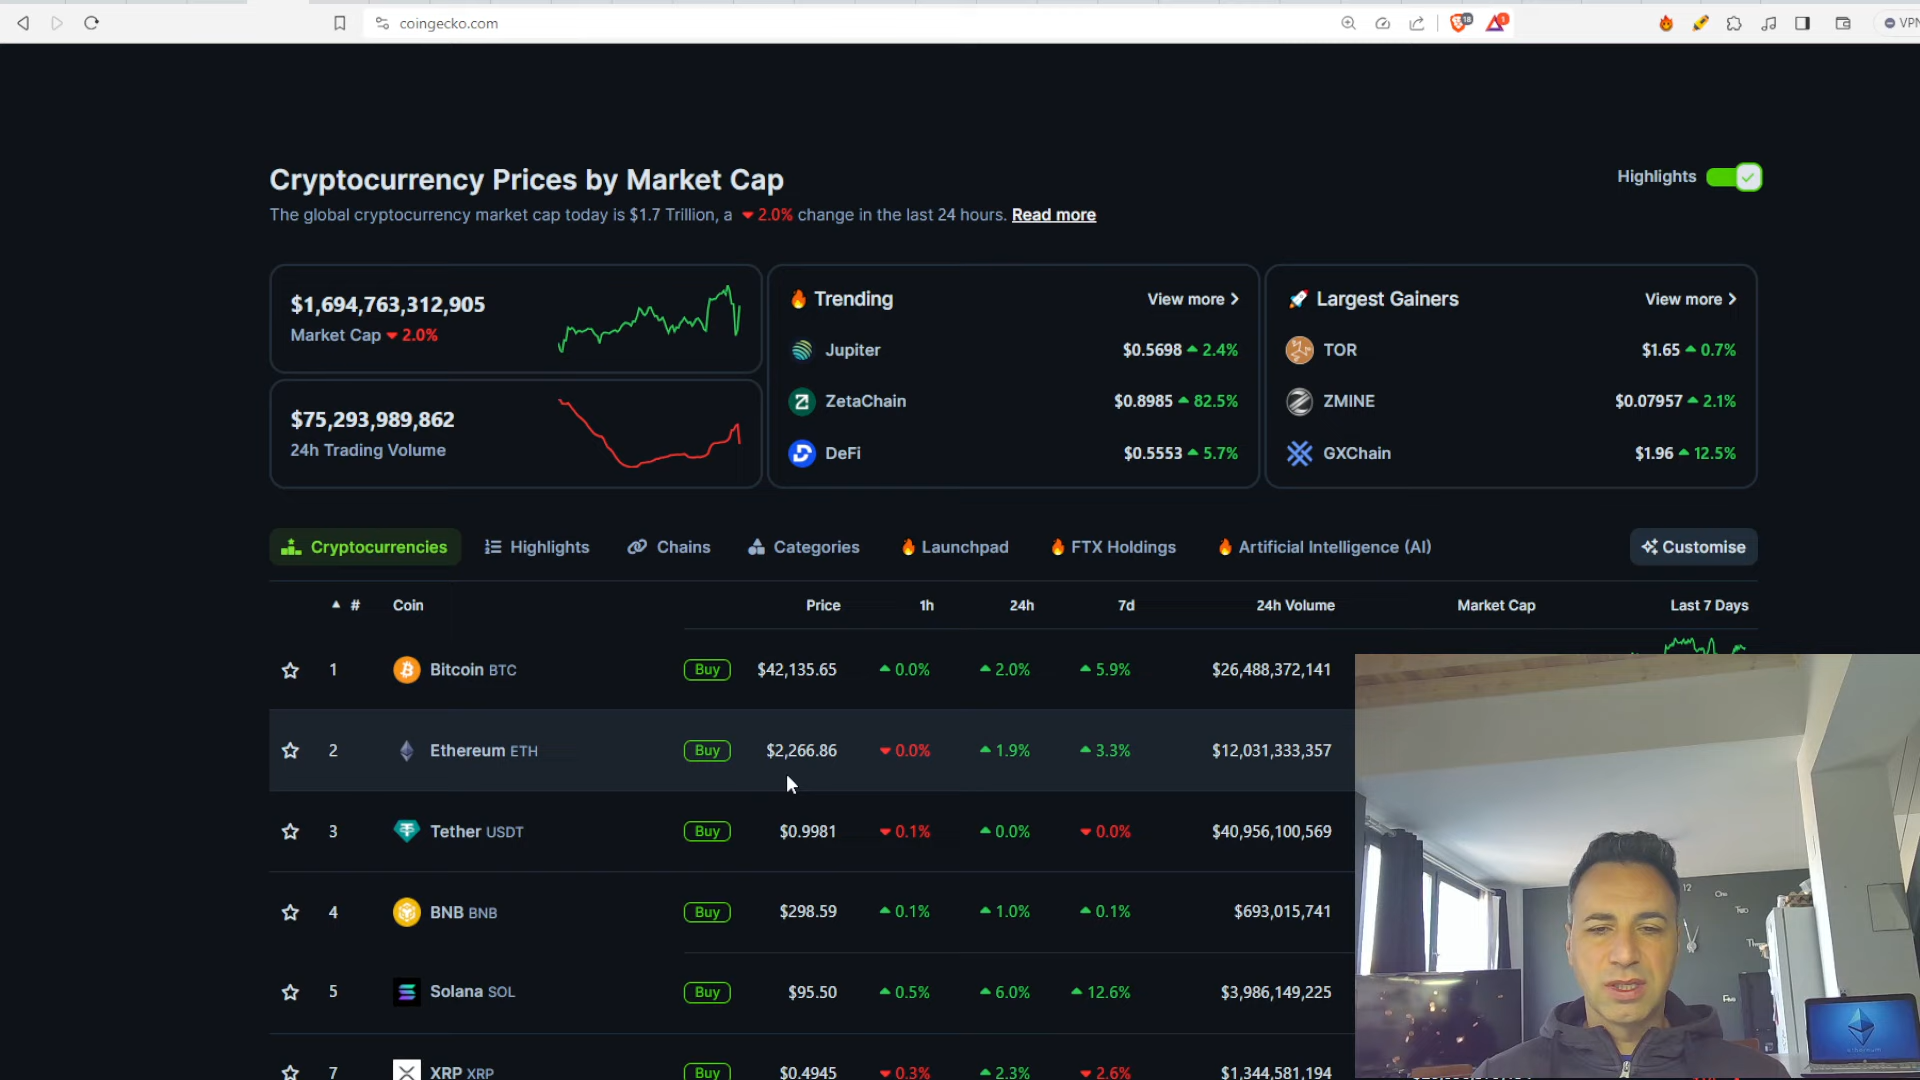 coingecko.com
18
1
VPN
Cryptocurrency Prices by Market Cap
Highlights
The global cryptocurrency market cap today is $1.7 Trillion, a 2.0% change in the last 24 hours. Read more
$1,694,763,312,905
Market Cap 2.0%
$75,293,989,862
24h Trading Volume
Trending
View more
Jupiter $0.5698 2.4%
ZetaChain $0.8985 82.5%
DeFi $0.5553 5.7%
Largest Gainers
View more
TOR $1.65 0.7%
ZMINE $0.07957 2.1%
GXChain $1.96 12.5%
Cryptocurrencies Highlights Chains Categories Launchpad FTX Holdings Artificial Intelligence (AI) Customise
# Coin Price 1h 24h 7d 24h Volume Market Cap Last 7 Days
1 Bitcoin BTC Buy $42,135.65 0.0% 2.0% 5.9% $26,488,372,141
2 Ethereum ETH Buy $2,266.86 0.0% 1.9% 3.3% $12,031,333,357
3 Tether USDT Buy $0.9981 0.1% 0.0% 0.0% $40,956,100,569
4 BNB BNB Buy $298.59 0.1% 1.0% 0.1% $693,015,741
5 Solana SOL Buy $95.50 0.5% 6.0% 12.6% $3,986,149,225
7 XRP XRP Buy $0.4945 0.3% 2.3% 2.6% $1,344,581,194
12
One
Two